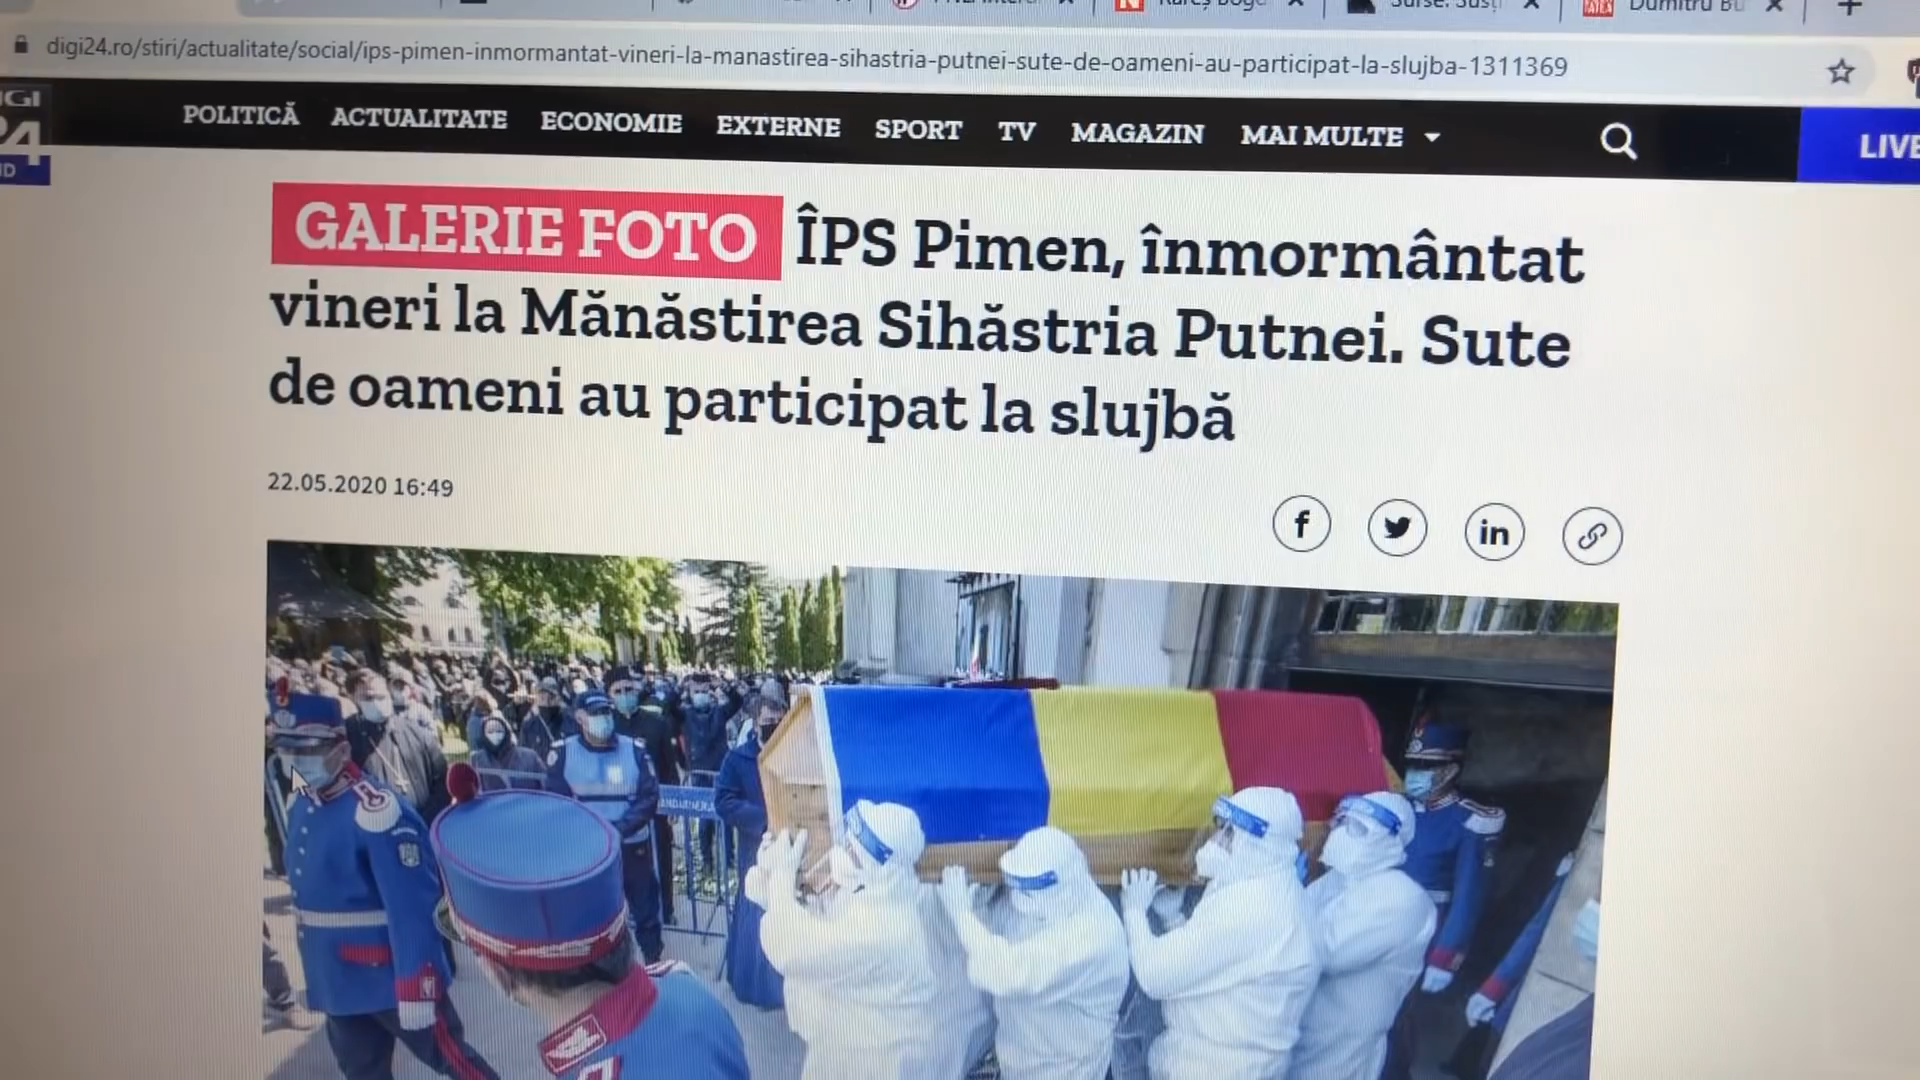 digi24.ro/stiri/actualitate/social/ips-pimen-inmormantat-vineri-la-manastirea-sihastria-putnei-sute-de-oameni-au-participat-la-slujba-1311369
POLITICĂ ACTUALITATE ECONOMIE EXTERNE SPORT TV MAGAZIN MAI MULTE LIVE
GALERIE FOTO ÎPS Pimen, înmormântat
vineri la Mănăstirea Sihăstria Putnei. Sute
de oameni au participat la slujbă
22.05.2020 16:49
f in